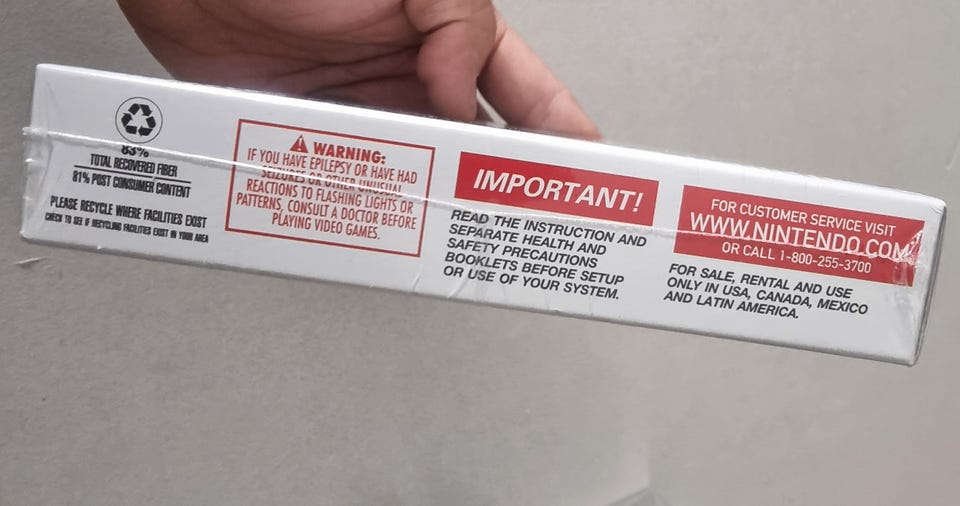 83%
TOTAL RECOVERED FIBER
81% POST CONSUMER CONTENT
PLEASE RECYCLE WHERE FACILITIES EXIST
CHECK TO SEE IF RECYCLING FACILITIES EXIST IN YOUR AREA
WARNING:
IF YOU HAVE EPILEPSY OR HAVE HAD
SEIZURES OR OTHER UNUSUAL
REACTIONS TO FLASHING LIGHTS OR
PATTERNS, CONSULT A DOCTOR BEFORE
PLAYING VIDEO GAMES.
IMPORTANT!
READ THE INSTRUCTION AND
SEPARATE HEALTH AND
SAFETY PRECAUTIONS
BOOKLETS BEFORE SETUP
OR USE OF YOUR SYSTEM.
FOR CUSTOMER SERVICE VISIT
WWW.NINTENDO.COM
OR CALL 1-800-255-3700
FOR SALE, RENTAL AND USE
ONLY IN USA, CANADA, MEXICO
AND LATIN AMERICA.